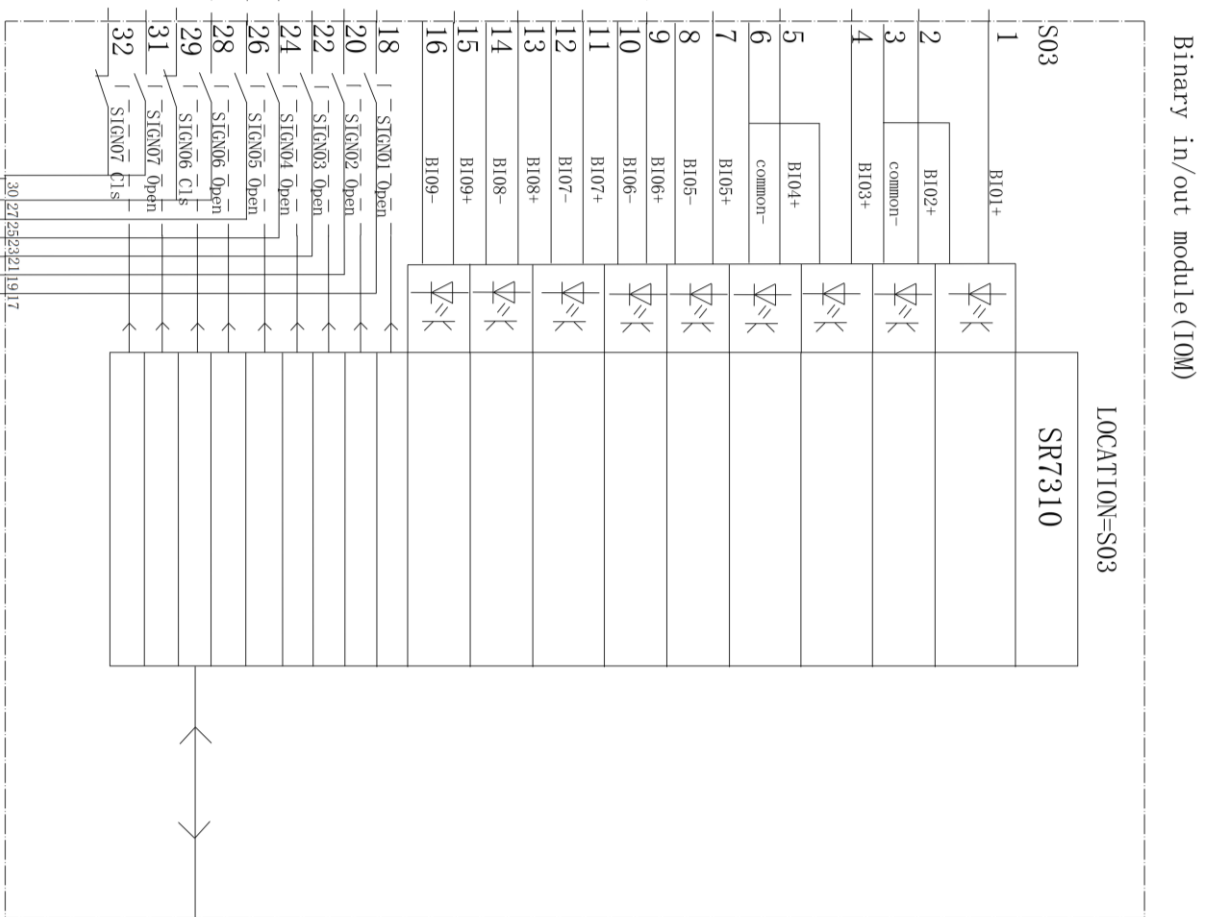 Binary in/out module(IOM)
LOCATION=S03
SR7310
S03
1
BI01+
2
BI02+
3
common-
4
BI03+
5
BI04+
6
common-
7
BI05+
8
BI05-
9
BI06+
10
BI06-
11
BI07+
12
BI07-
13
BI08+
14
BI08-
15
BI09+
16
BI09-
18
SIGN01 Open
20
SIGN02 Open
22
SIGN03 Open
24
SIGN04 Open
26
SIGN05 Open
28
SIGN06 Open
29
SIGN06 Cls
31
SIGN07 Open
32
SIGN07 Cls
30 27 25 23 21 19 17